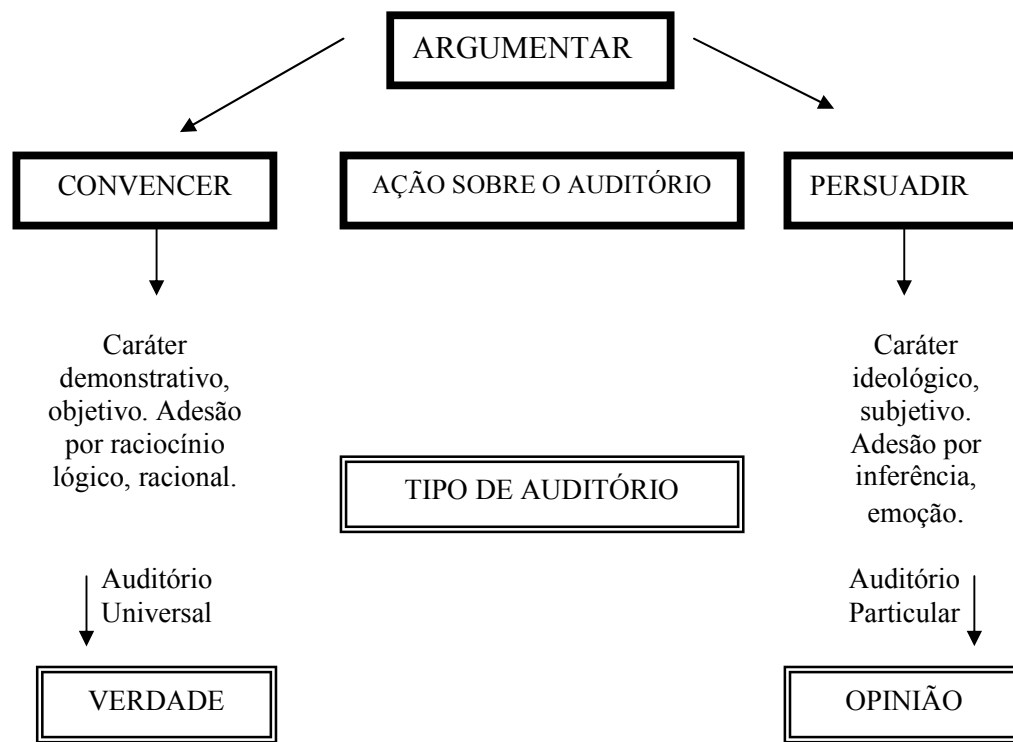 ARGUMENTAR
CONVENCER
AÇÃO SOBRE O AUDITÓRIO
PERSUADIR
Caráter
demonstrativo,
objetivo. Adesão
por raciocínio
lógico, racional.
Caráter
ideológico,
subjetivo.
Adesão por
inferência,
emoção.
TIPO DE AUDITÓRIO
Auditório
Universal
Auditório
Particular
VERDADE
OPINIÃO